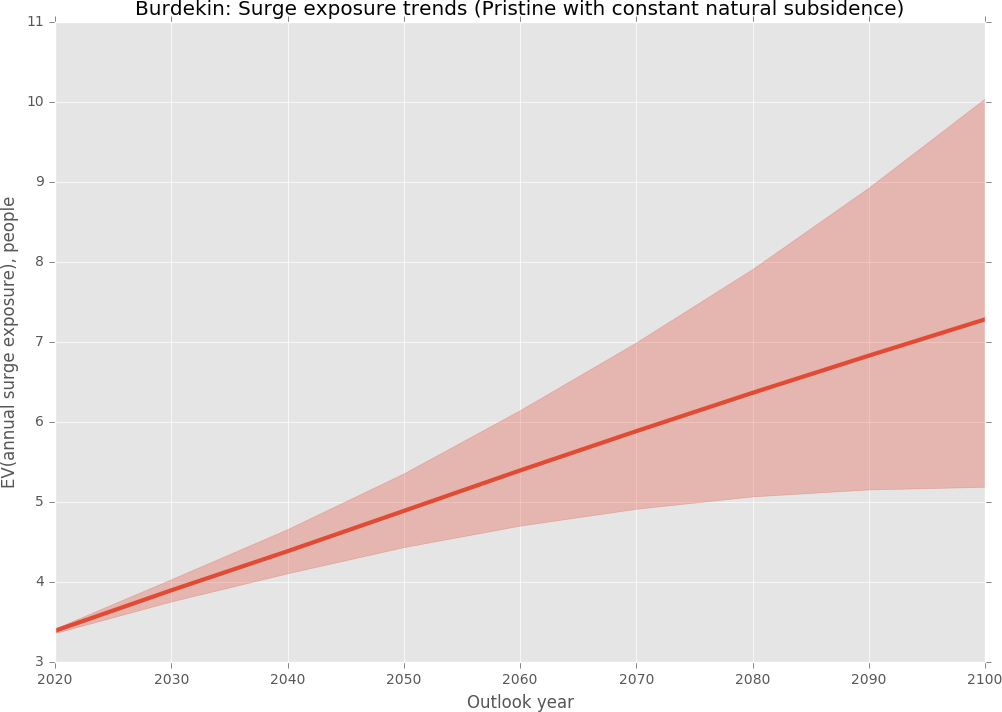 Burdekin: Surge exposure trends (Pristine with constant natural subsidence)
11
10
9
8
7
6
5
4
3
EV(annual surge exposure), people
2020 2030 2040 2050 2060 2070 2080 2090 2100
Outlook year